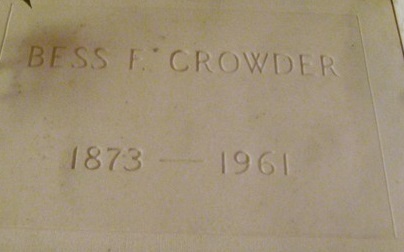 BESS F. CROWDER
1873 — 1961